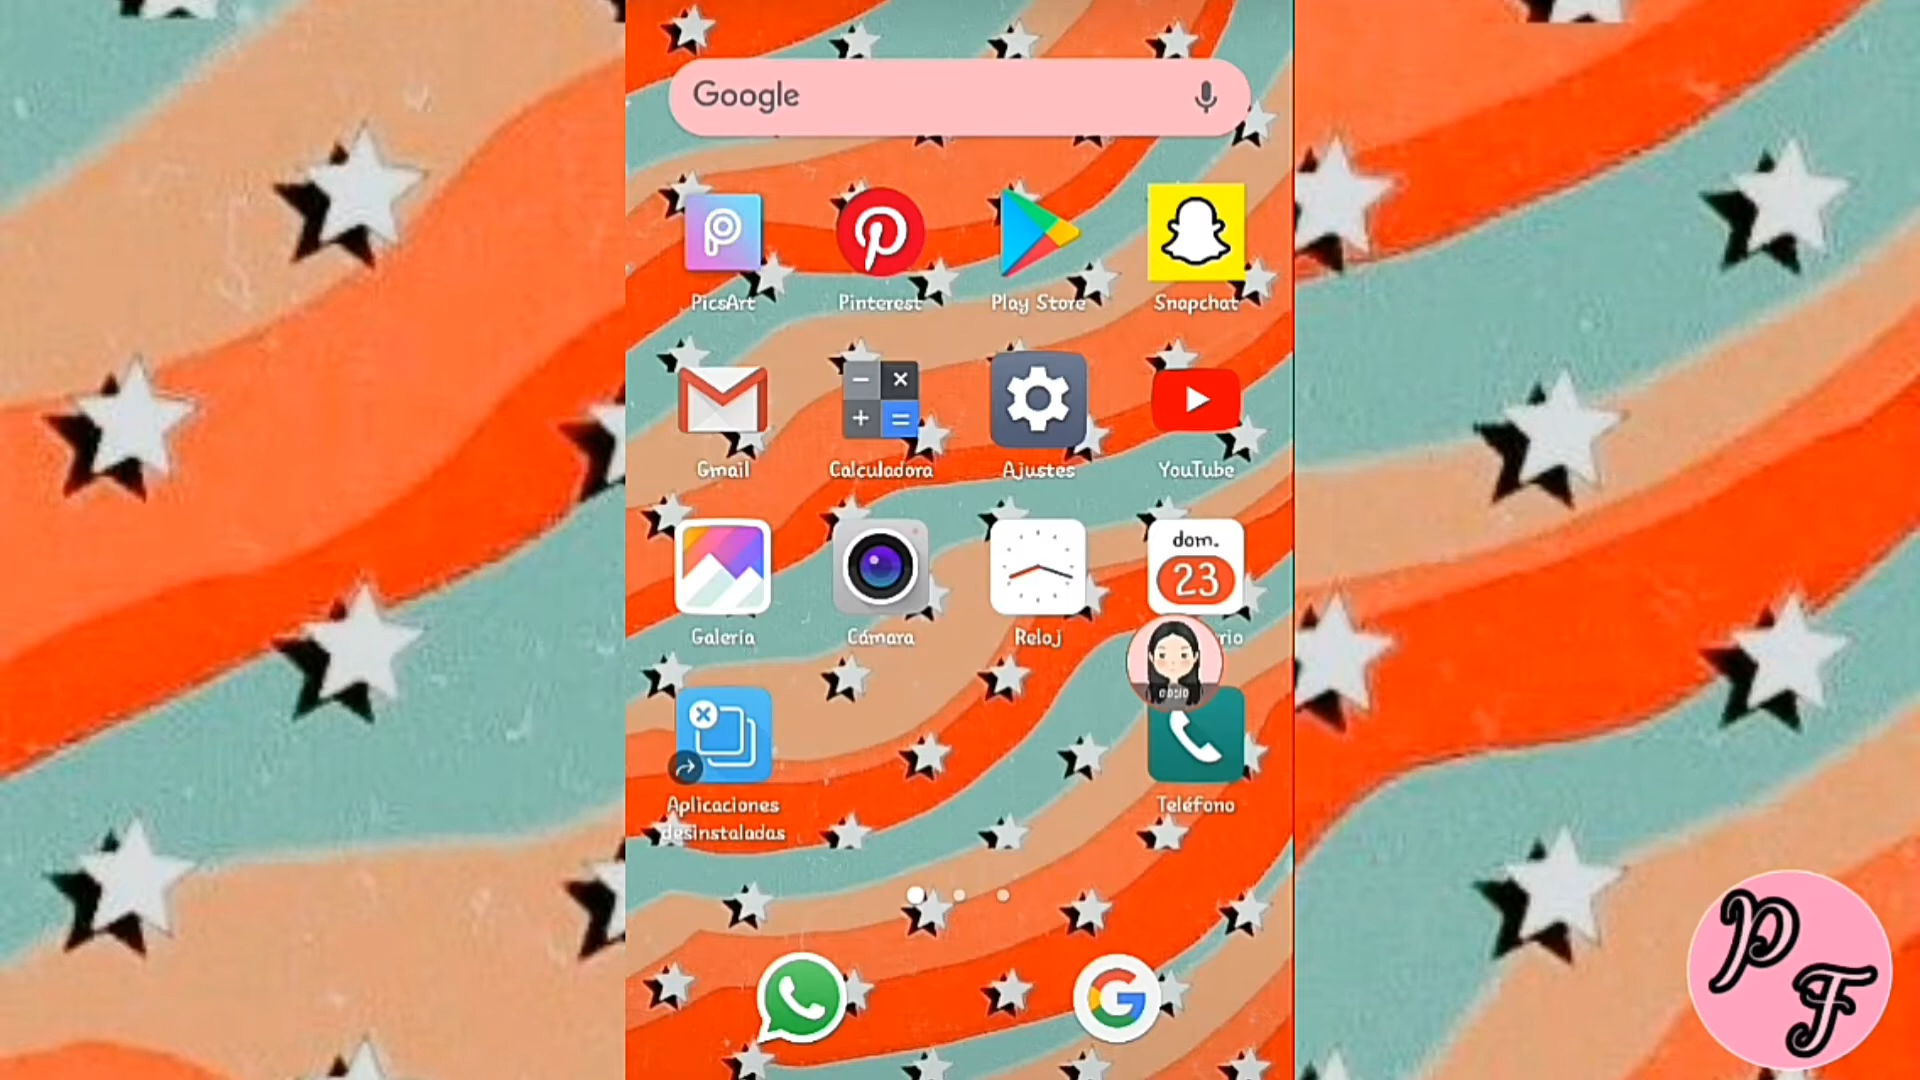 Google
PicsArt
Pinterest
Play Store
Snapchat
Gmail
Calculadora
Ajustes
YouTube
dom.
23
Galería
Cámara
Reloj
rio
Aplicaciones
desinstaladas
Teléfono
PF